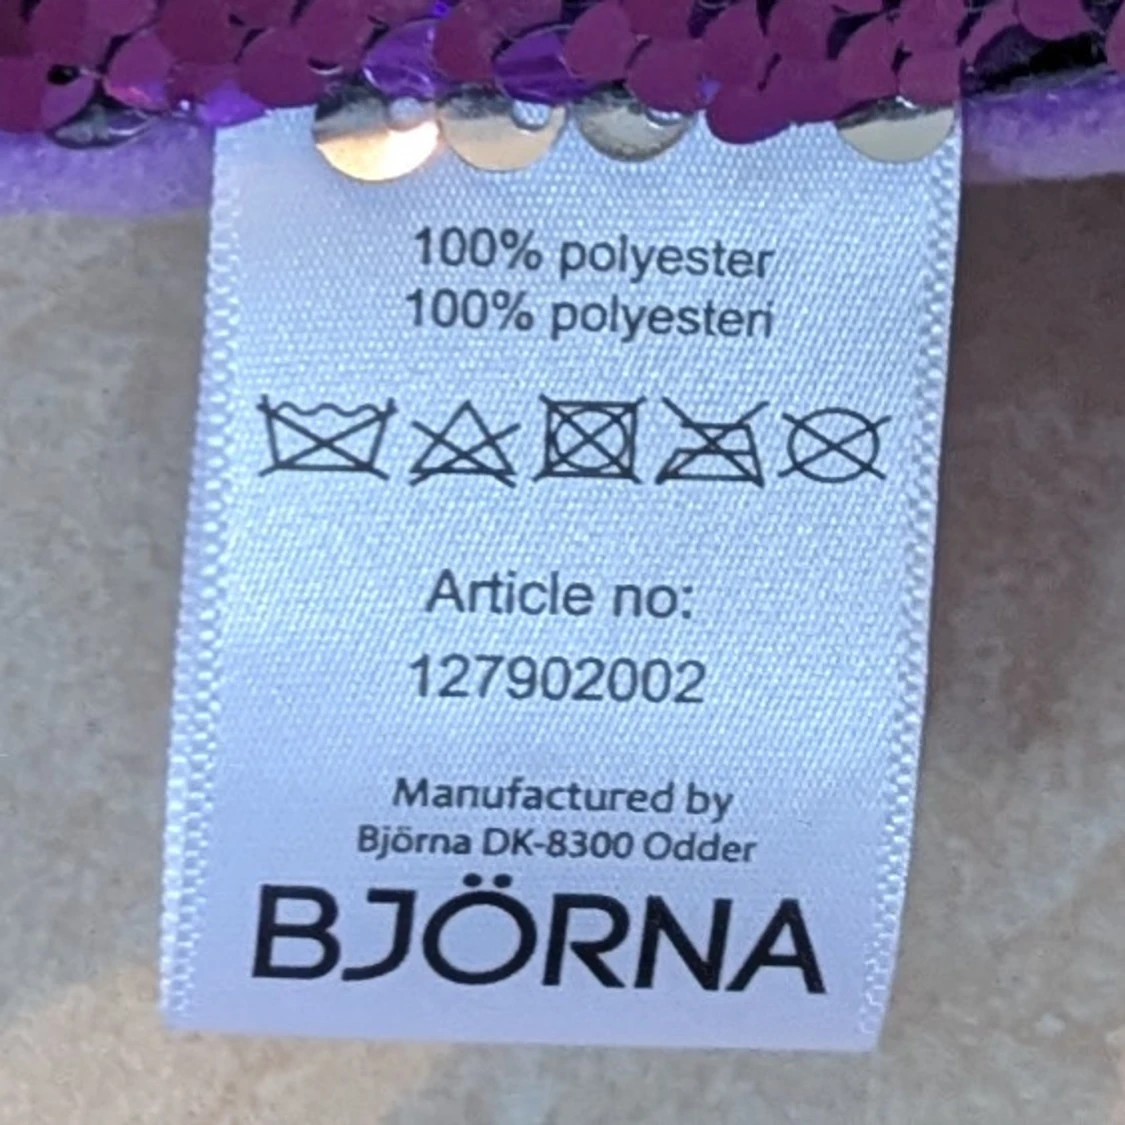 100% polyester
100% polyesteri
Article no:
127902002
Manufactured by
Björna DK-8300 Odder
BJÖRNA